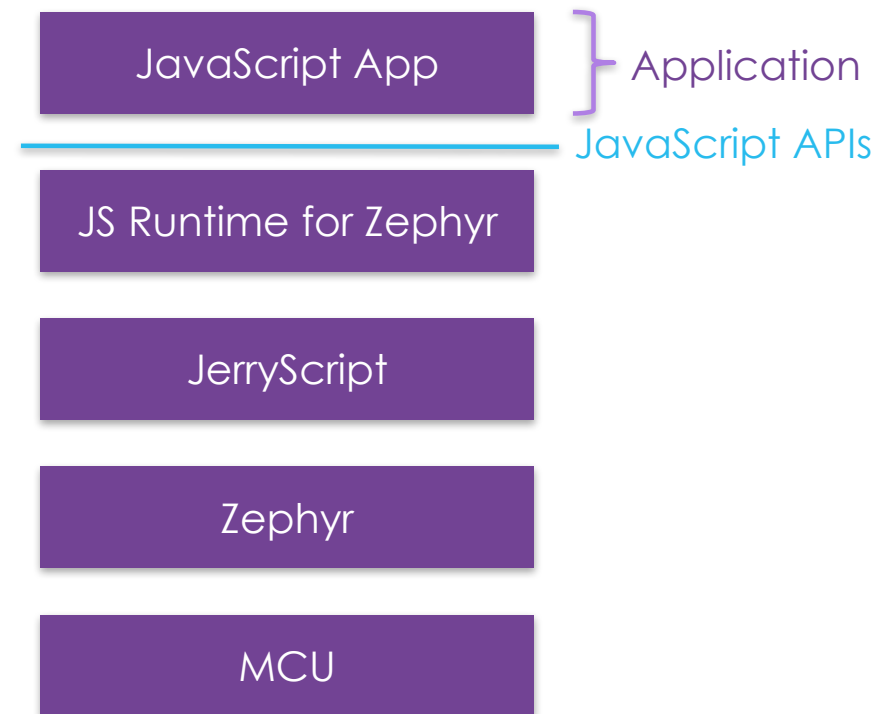 JavaScript App
Application
JavaScript APIs
JS Runtime for Zephyr
JerryScript
Zephyr
MCU